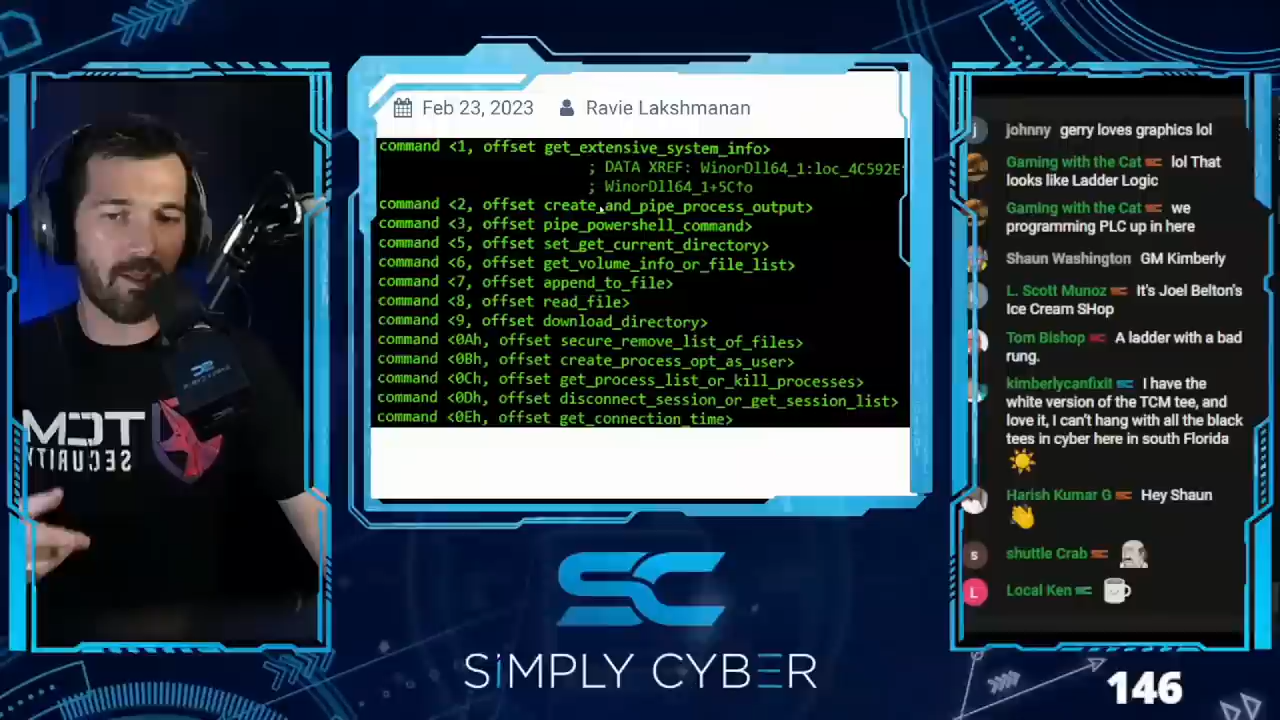 Feb 23, 2023 Ravie Lakshmanan
command <1, offset get_extensive_system_info>
; DATA XREF: WinorDll64_1:loc_4C592E↑
; WinorDll64_1+5C↑o
command <2, offset create_and_pipe_process_output>
command <3, offset pipe_powershell_command>
command <5, offset set_get_current_directory>
command <6, offset get_volume_info_or_file_list>
command <7, offset append_to_file>
command <8, offset read_file>
command <9, offset download_directory>
command <0Ah, offset secure_remove_list_of_files>
command <0Bh, offset create_process_opt_as_user>
command <0Ch, offset get_process_list_or_kill_processes>
command <0Dh, offset disconnect_session_or_get_session_list>
command <0Eh, offset get_connection_time>
MDT
SECURITY
SC
SIMPLY CYBER
j johnny gerry loves graphics lol
Gaming with the Cat lol That
looks like Ladder Logic
Gaming with the Cat we
programming PLC up in here
Shaun Washington GM Kimberly
L. Scott Munoz It's Joel Belton's
Ice Cream SHop
Tom Bishop A ladder with a bad
rung.
kimberlycanfixit I have the
white version of the TCM tee, and
love it, I can't hang with all the black
tees in cyber here in south Florida
☀️
Harish Kumar G Hey Shaun
👋
s shuttle Crab
L Local Ken
146